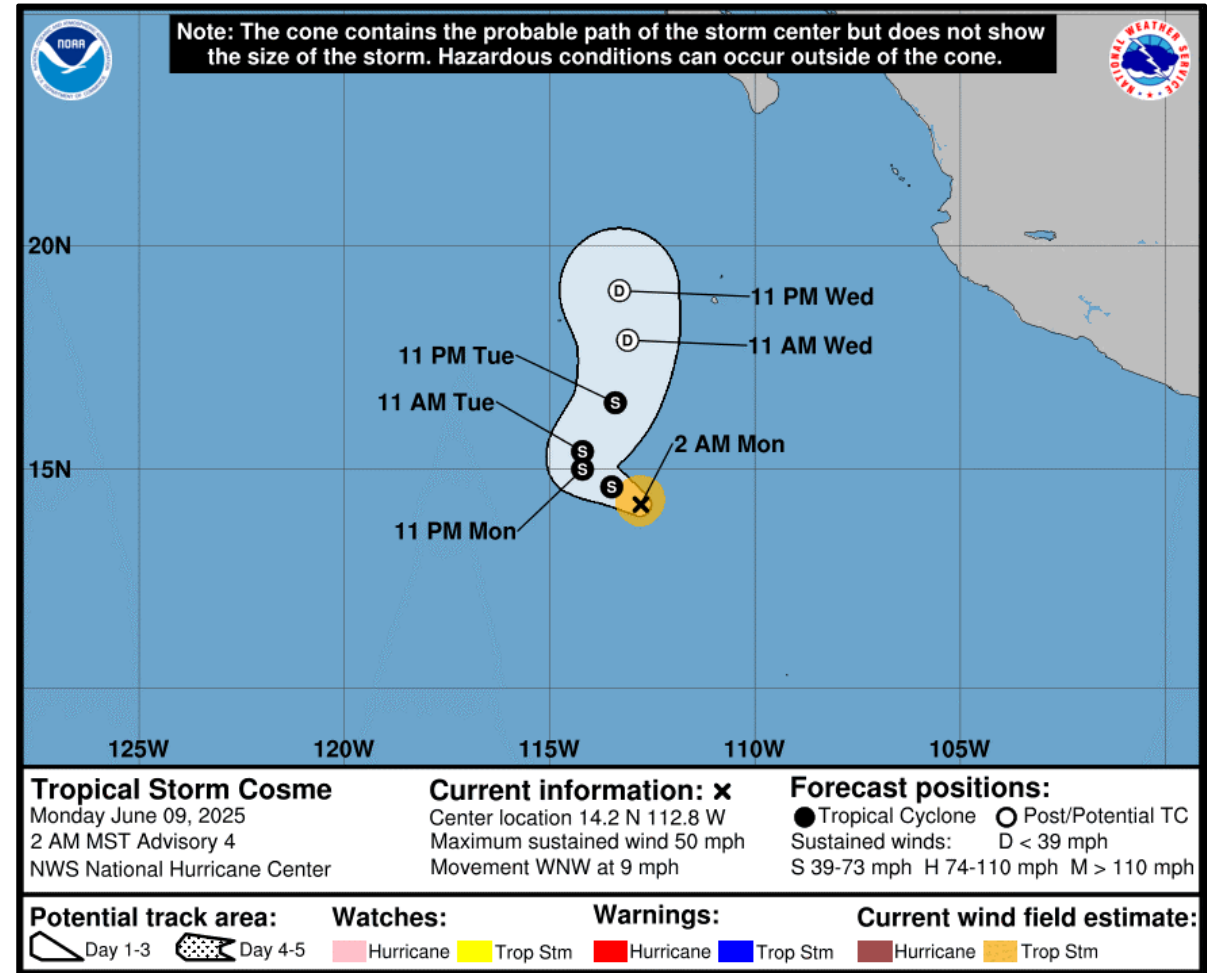 Note: The cone contains the probable path of the storm center but does not show
the size of the storm. Hazardous conditions can occur outside of the cone.
NOAA
NATIONAL WEATHER SERVICE
20N
11 PM Wed
D
11 AM Wed
D
11 PM Tue
S
11 AM Tue
S
2 AM Mon
15N
S
S
11 PM Mon
125W 120W 115W 110W 105W
Tropical Storm Cosme
Monday June 09, 2025
2 AM MST Advisory 4
NWS National Hurricane Center
Current information: ×
Center location 14.2 N 112.8 W
Maximum sustained wind 50 mph
Movement WNW at 9 mph
Forecast positions:
Tropical Cyclone Post/Potential TC
Sustained winds: D < 39 mph
S 39-73 mph H 74-110 mph M > 110 mph
Potential track area:
Day 1-3 Day 4-5
Watches:
Hurricane Trop Stm
Warnings:
Hurricane Trop Stm
Current wind field estimate:
Hurricane Trop Stm